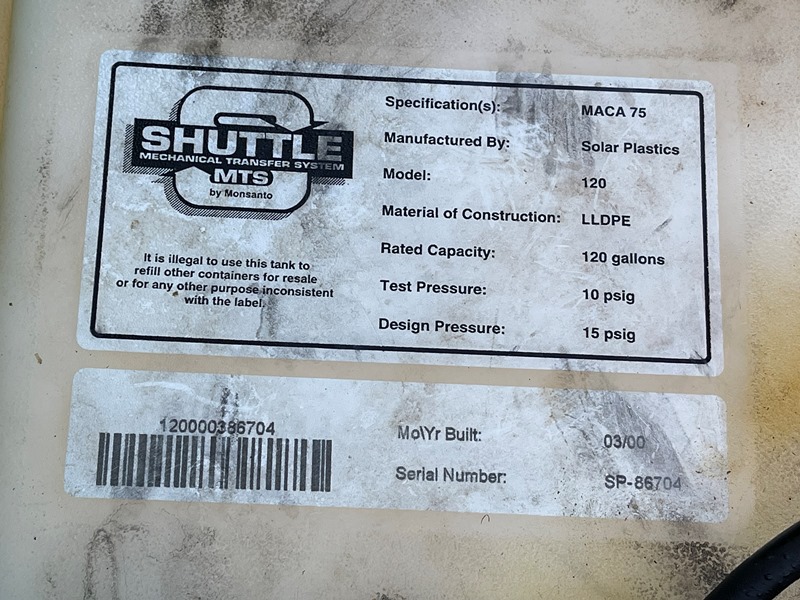 SHUTTLE
MECHANICAL TRANSFER SYSTEM
MTS
by Monsanto
It is illegal to use this tank to
refill other containers for resale
or for any other purpose inconsistent
with the label.
Specification(s): MACA 75
Manufactured By: Solar Plastics
Model: 120
Material of Construction: LLDPE
Rated Capacity: 120 gallons
Test Pressure: 10 psig
Design Pressure: 15 psig
120000386704
Mo\Yr Built: 03/00
Serial Number: SP-86704